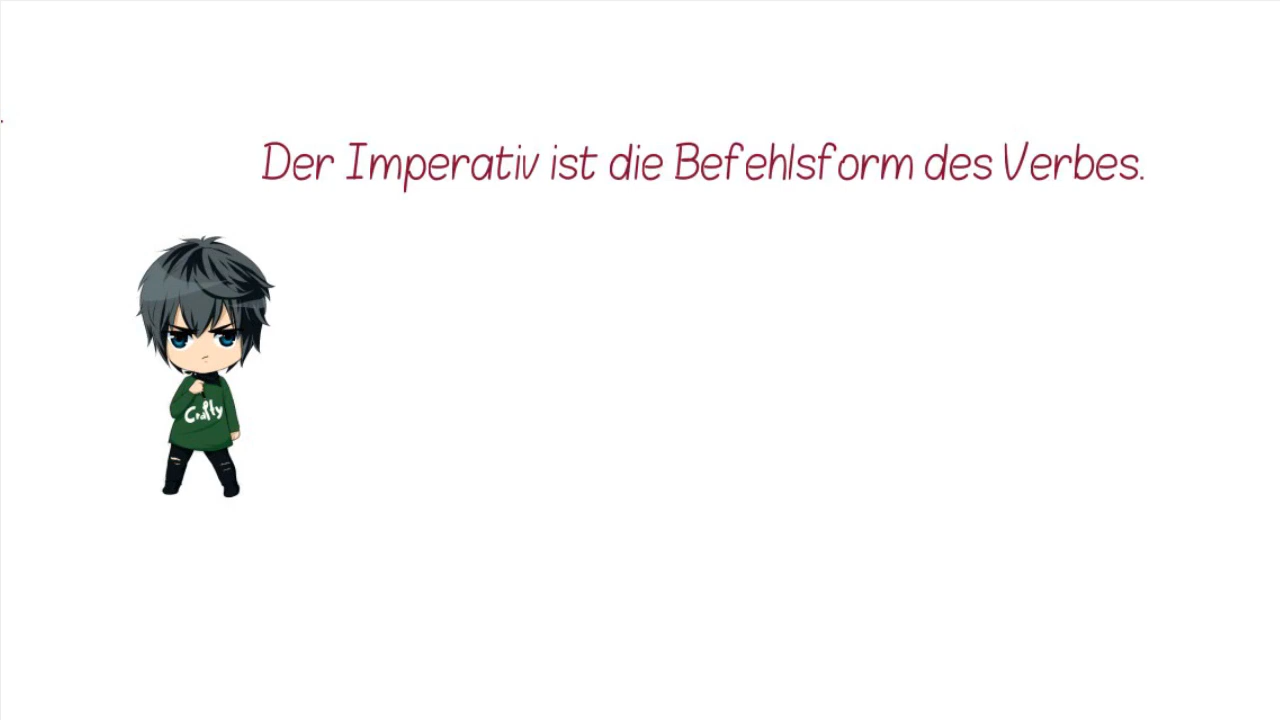 Der Imperativ ist die Befehlsform des Verbes.
Crafty